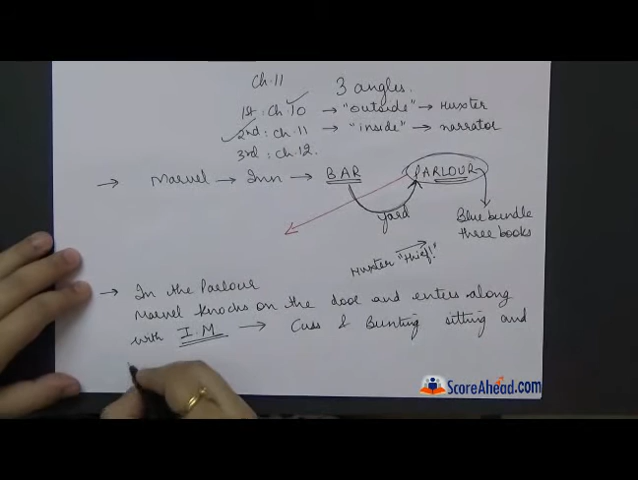 Ch.11
3 angles.
1st : Ch.10 → "outside" → Huxter
2nd : Ch.11 → "inside" → narrator
3rd : Ch.12.
→ Marvel → Inn → BAR PARLOUR
yard
Blue bundle
three books
Huxter "thief!"
→ In the Parlour
Marvel knocks on the door and enters along
with I.M → Cuss & Bunting sitting and
ScoreAhead.com